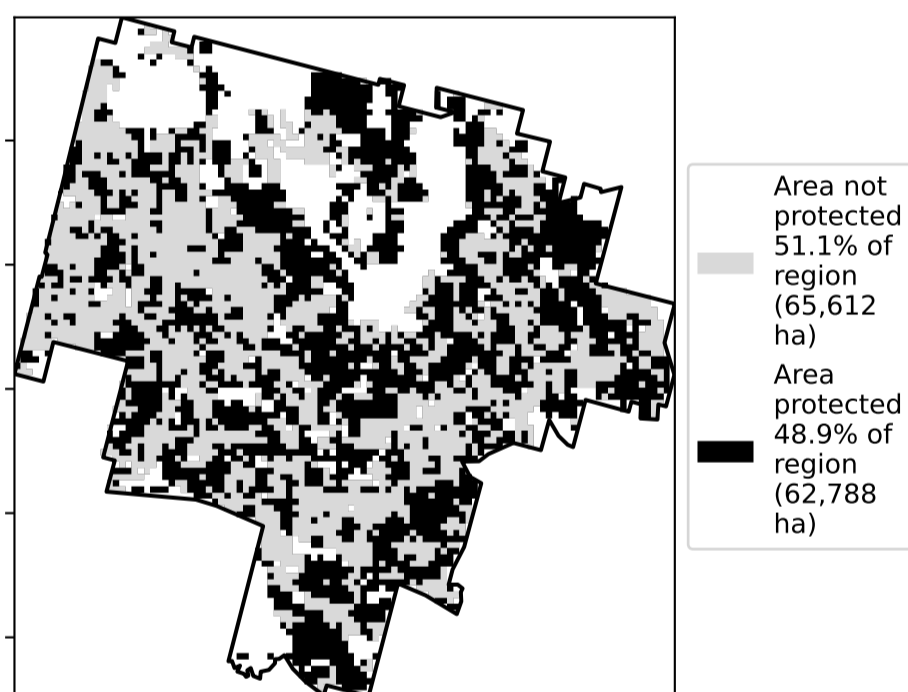 Area not
protected
51.1% of
region
(65,612
ha)
Area
protected
48.9% of
region
(62,788
ha)